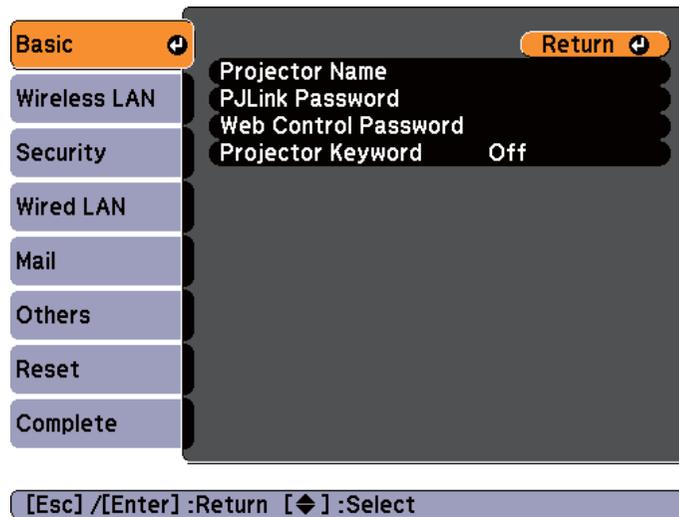 Basic
Wireless LAN
Security
Wired LAN
Mail
Others
Reset
Complete
Return
Projector Name
PJLink Password
Web Control Password
Projector Keyword Off
[Esc] /[Enter] :Return [◆] :Select